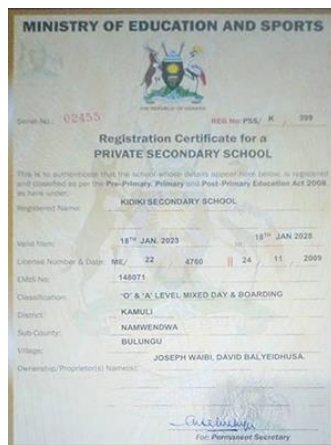 MINISTRY OF EDUCATION AND SPORTS
THE REPUBLIC OF UGANDA
Serial No.: 02455 REG No: PSS/ K / 399
Registration Certificate for a
PRIVATE SECONDARY SCHOOL
This is to authenticate that the school whose details appear here below, is registered
and classified as per the Pre-Primary, Primary and Post-Primary Education Act 2008
as here under.
Registered Name: KIDIKI SECONDARY SCHOOL
Valid from: 18TH JAN. 2023 to: 18TH JAN 2028
License Number & Date: ME/ 22 / 4760 || 24 / 11 / 2009
EMIS No: 148071
Classification: 'O' & 'A' LEVEL MIXED DAY & BOARDING
District: KAMULI
Sub-County: NAMWENDWA
Village: BULUNGU
Ownership/Proprietor(s) Name(s): JOSEPH WAIBI, DAVID BALYEIDHUSA.
For: Permanent Secretary